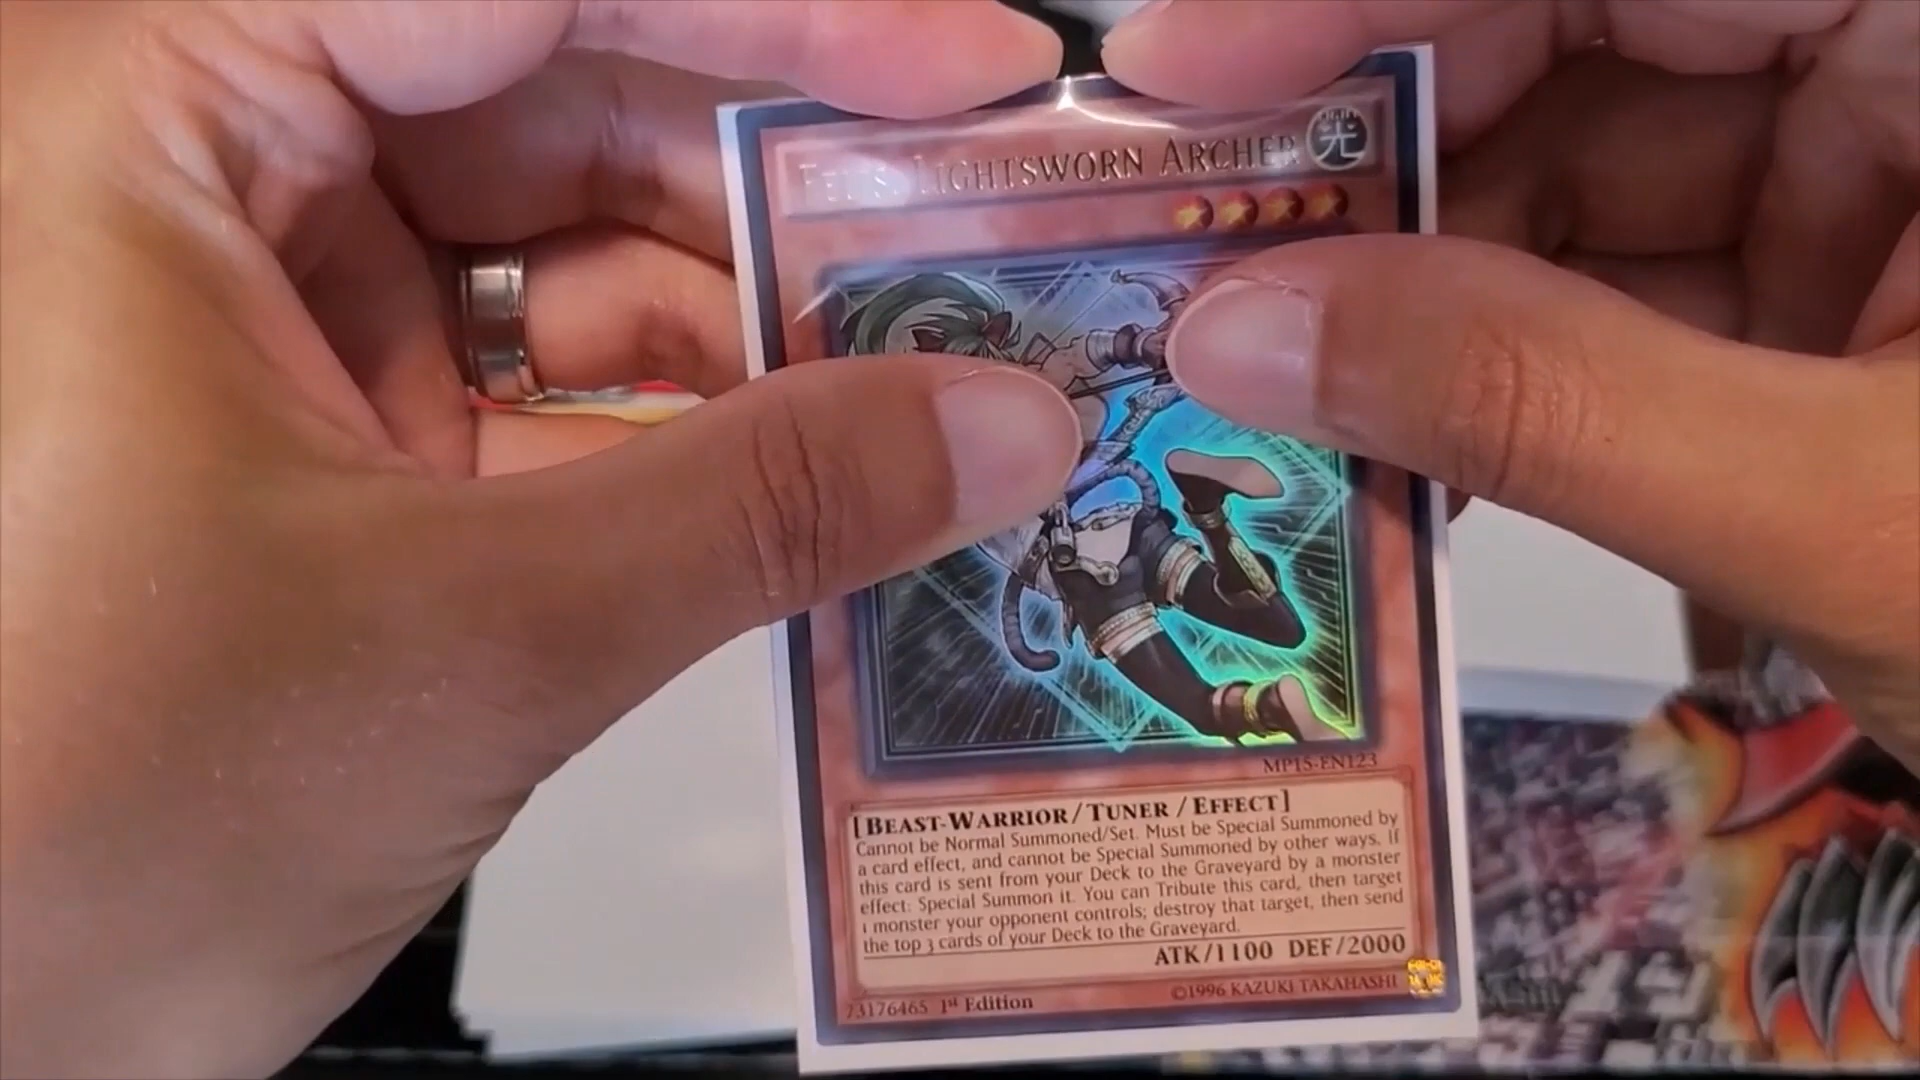 Felis, Lightsworn Archer
LIGHT
光
MP15-EN123
[Beast-Warrior/Tuner/Effect]
Cannot be Normal Summoned/Set. Must be Special Summoned by
a card effect, and cannot be Special Summoned by other ways. If
this card is sent from your Deck to the Graveyard by a monster
effect: Special Summon it. You can Tribute this card, then target
1 monster your opponent controls; destroy that target, then send
the top 3 cards of your Deck to the Graveyard.
ATK/1100 DEF/2000
73176465 1st Edition
©1996 KAZUKI TAKAHASHI